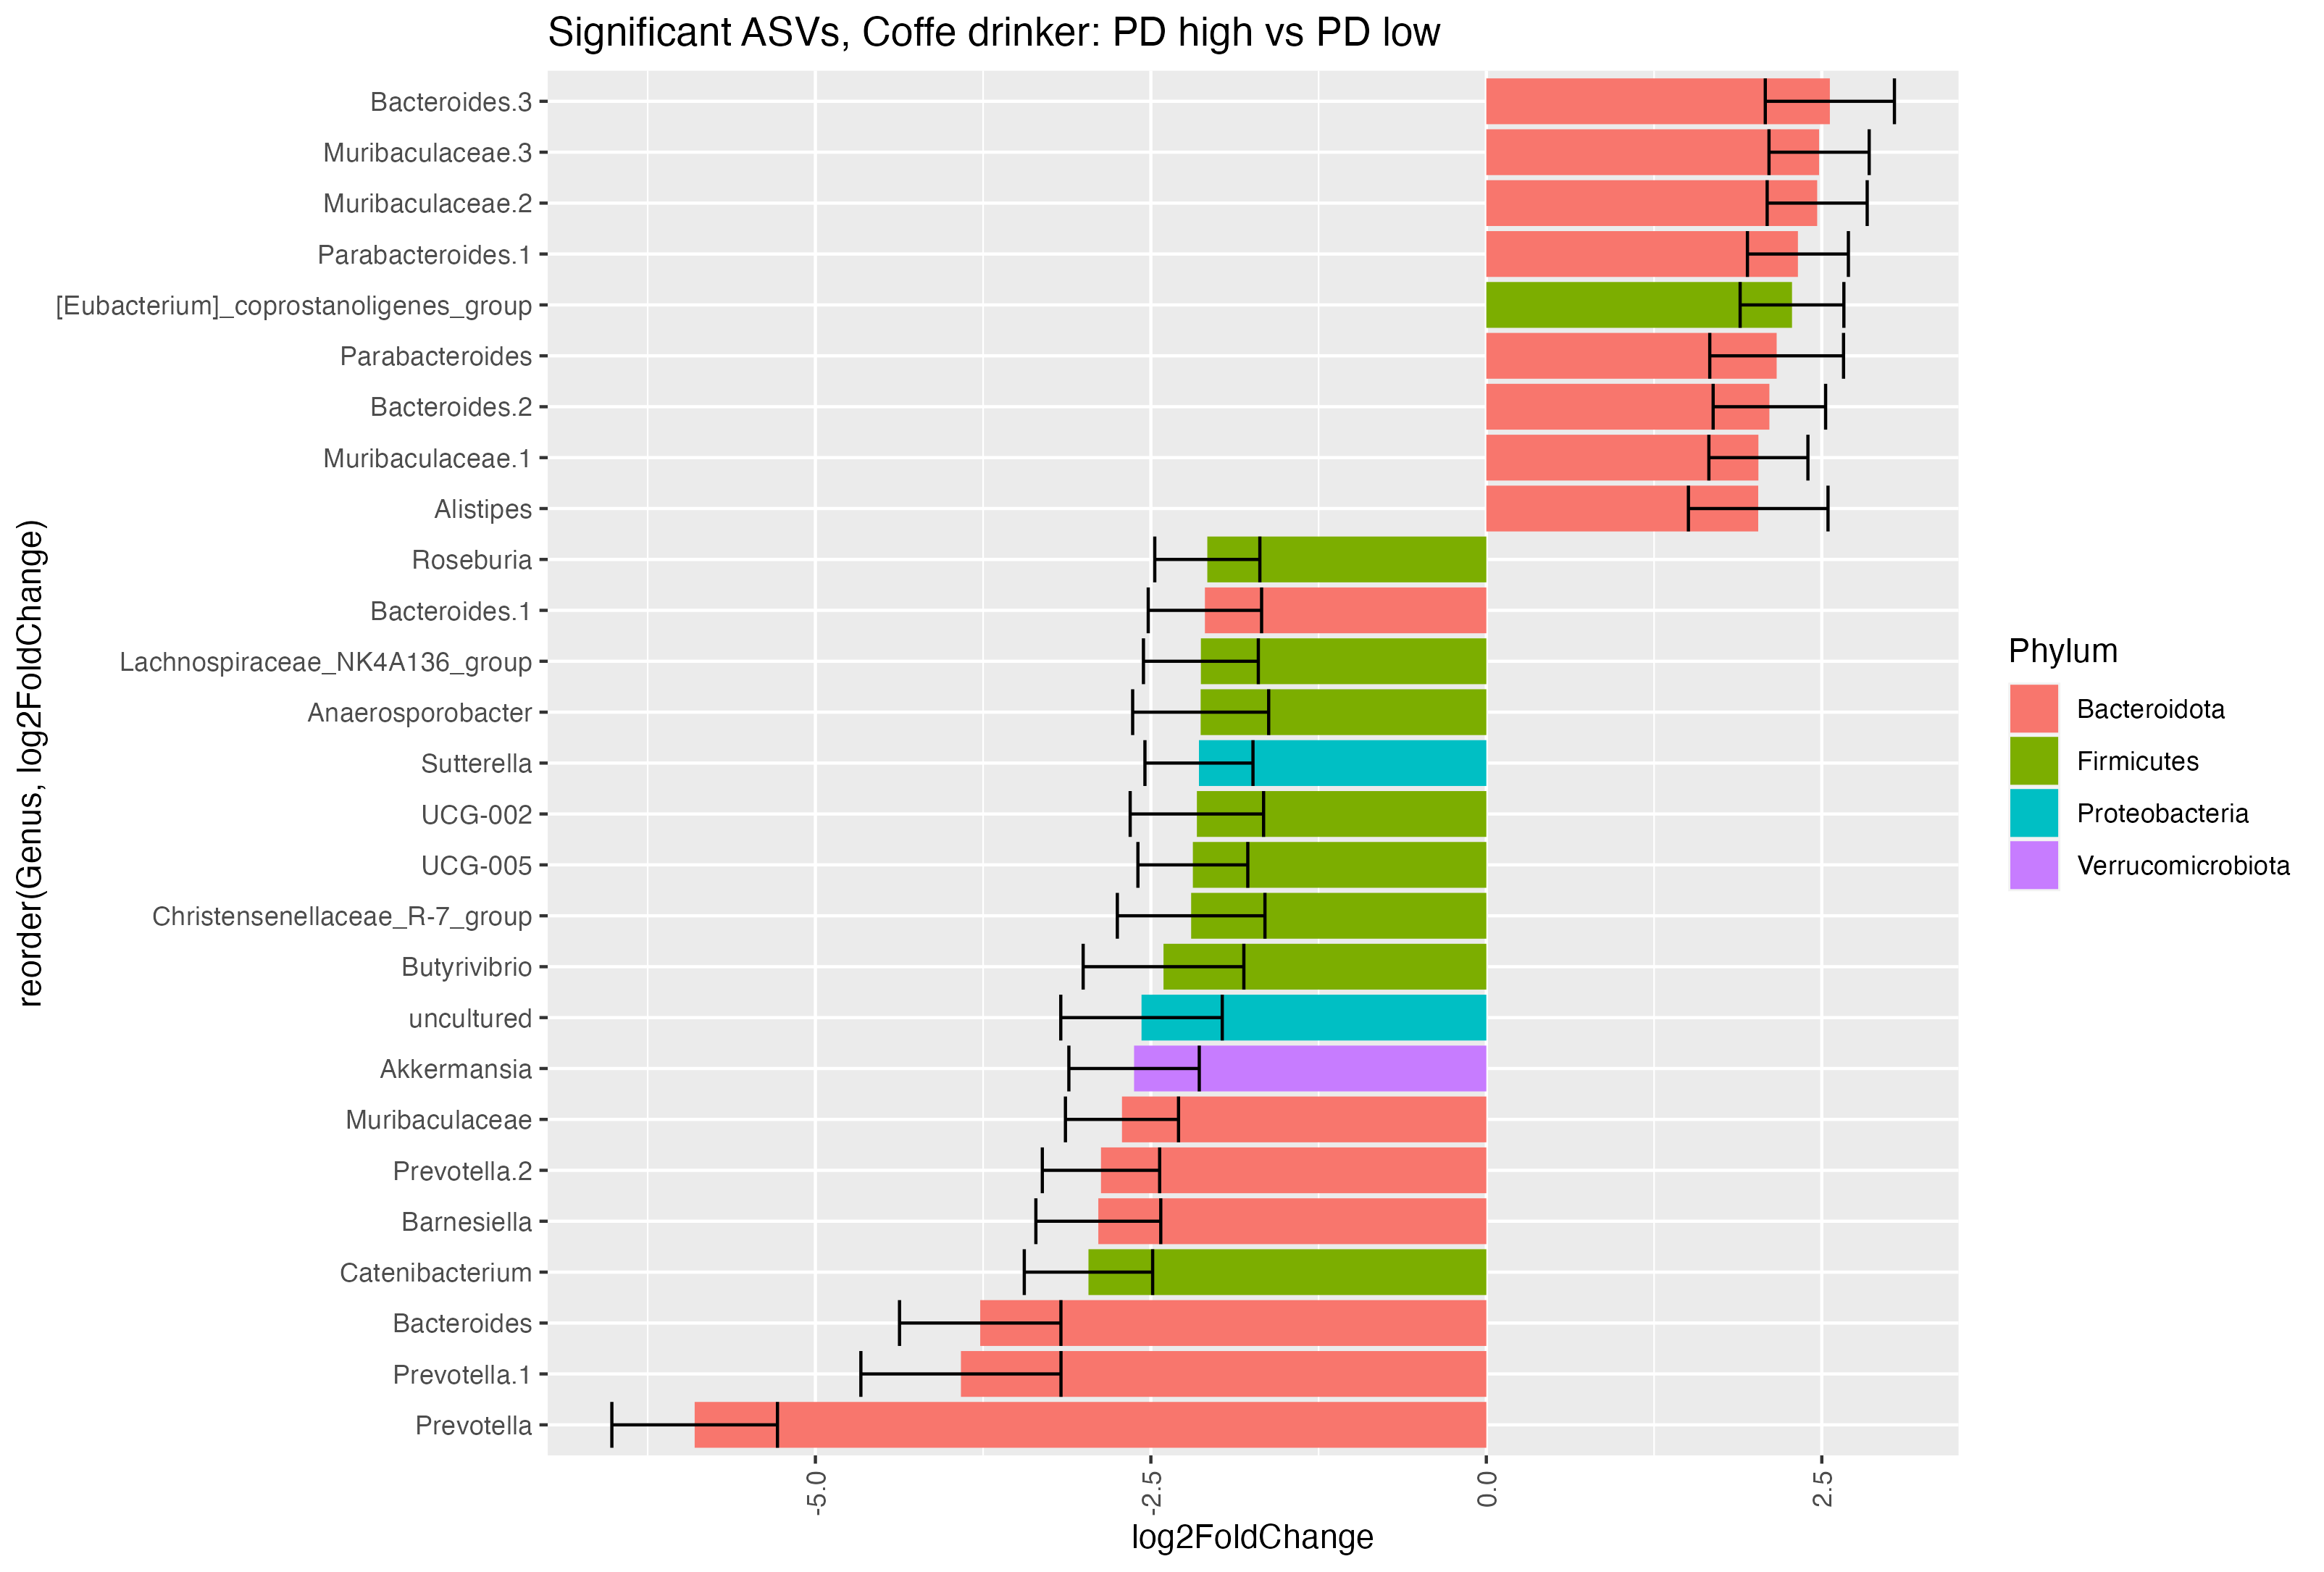 Significant ASVs, Coffe drinker: PD high vs PD low
Bacteroides.3
Muribaculaceae.3
Muribaculaceae.2
Parabacteroides.1
[Eubacterium]_coprostanoligenes_group
Parabacteroides
Bacteroides.2
Muribaculaceae.1
Alistipes
Roseburia
Bacteroides.1
Lachnospiraceae_NK4A136_group
Anaerosporobacter
Sutterella
UCG-002
UCG-005
Christensenellaceae_R-7_group
Butyrivibrio
uncultured
Akkermansia
Muribaculaceae
Prevotella.2
Barnesiella
Catenibacterium
Bacteroides
Prevotella.1
Prevotella
reorder(Genus, log2FoldChange)
-5.0
-2.5
0.0
2.5
log2FoldChange
Phylum
Bacteroidota
Firmicutes
Proteobacteria
Verrucomicrobiota